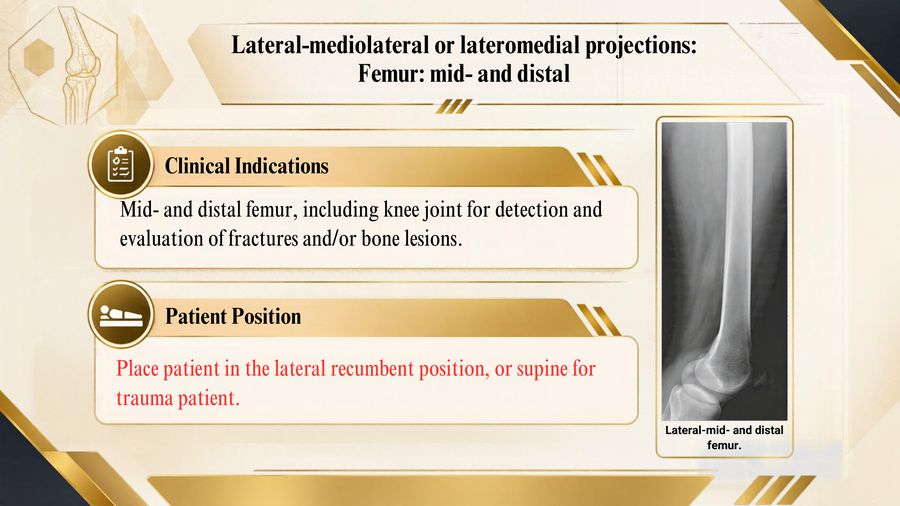 Lateral-mediolateral or lateromedial projections:
Femur: mid- and distal
Clinical Indications
Mid- and distal femur, including knee joint for detection and
evaluation of fractures and/or bone lesions.
Patient Position
Place patient in the lateral recumbent position, or supine for
trauma patient.
Lateral-mid- and distal
femur.